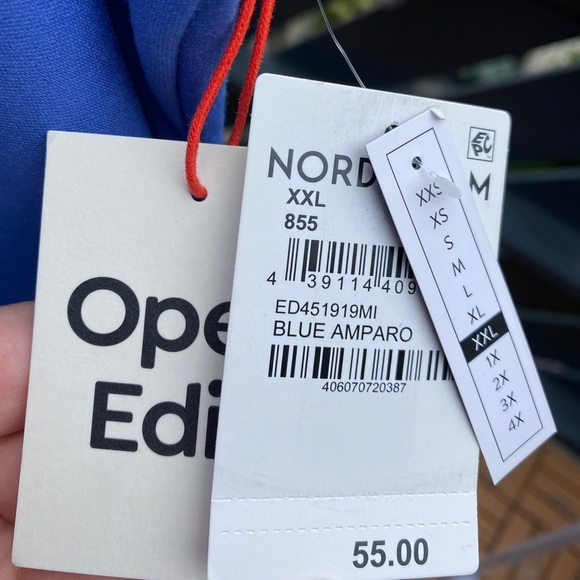 Ope
Edi
NORD M
XXL
855
4 39114 409
ED451919MI
BLUE AMPARO
406070720387
55.00
EPC
XXS
XS
S
M
L
XL
XXL
1X
2X
3X
4X